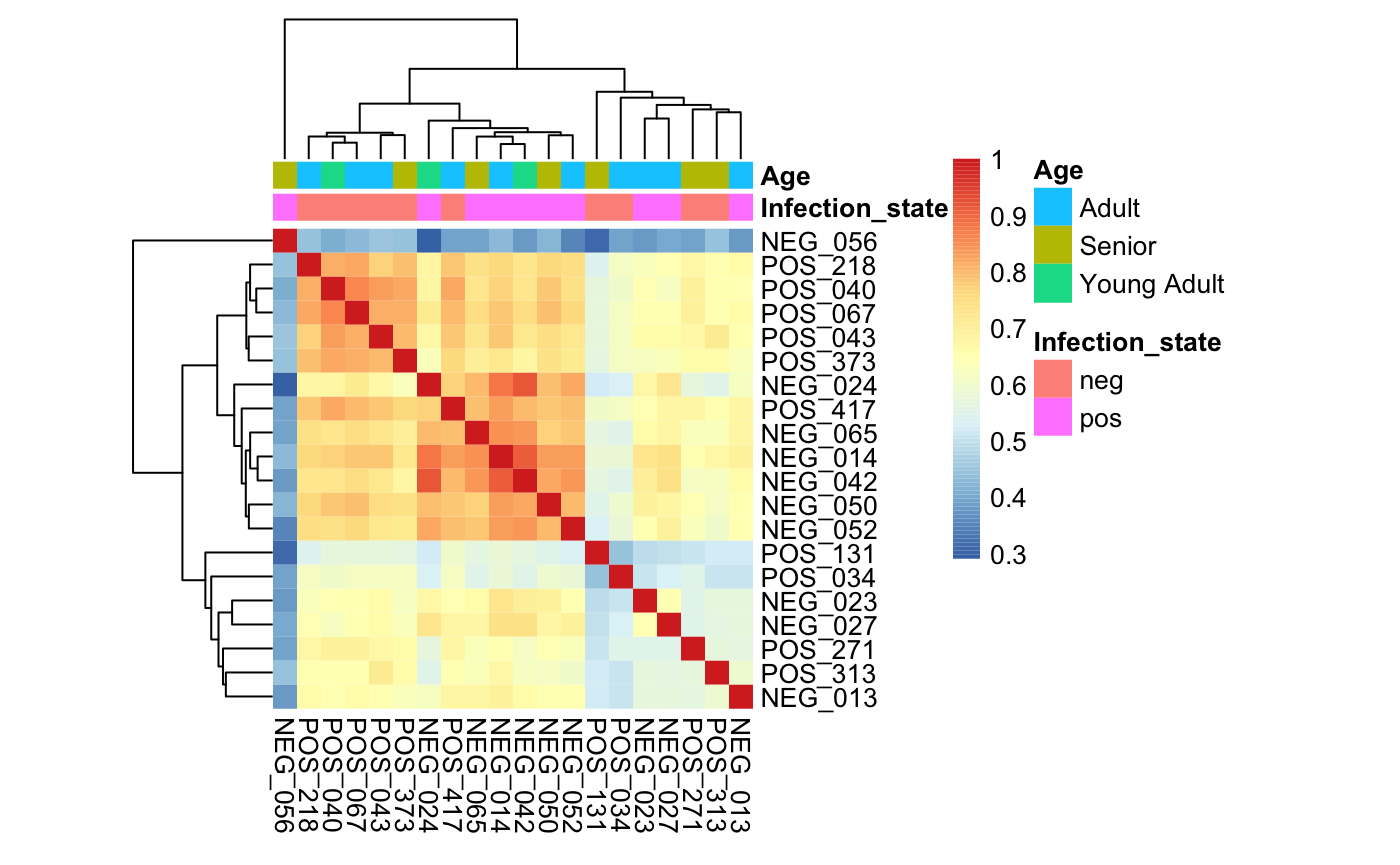 Age
Infection_state
NEG_056
POS_218
POS_040
POS_067
POS_043
POS_373
NEG_024
POS_417
NEG_065
NEG_014
NEG_042
NEG_050
NEG_052
POS_131
POS_034
NEG_023
NEG_027
POS_271
POS_313
NEG_013
NEG_056
POS_218
POS_040
POS_067
POS_043
POS_373
NEG_024
POS_417
NEG_065
NEG_014
NEG_042
NEG_050
NEG_052
POS_131
POS_034
NEG_023
NEG_027
POS_271
POS_313
NEG_013
1
0.9
0.8
0.7
0.6
0.5
0.4
0.3
Age
Adult
Senior
Young Adult
Infection_state
neg
pos